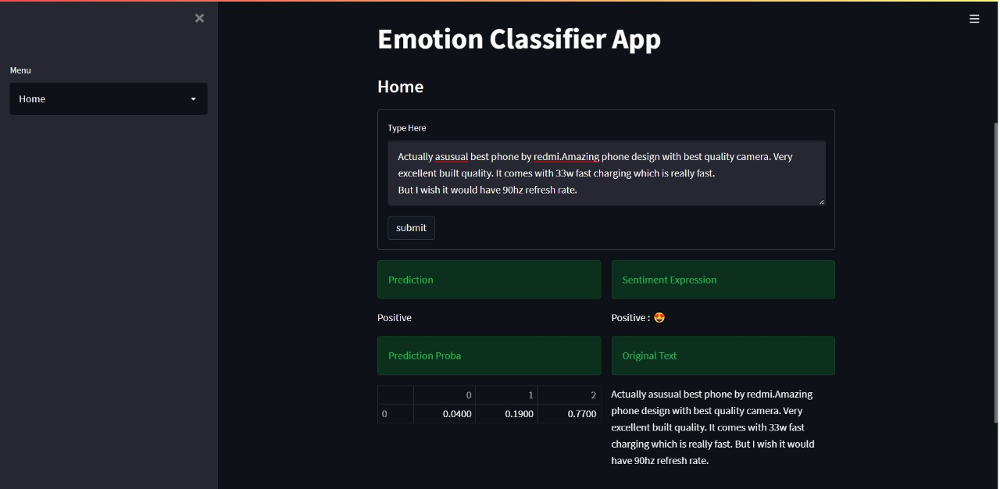 ×
☰
Menu
Home
Emotion Classifier App
Home
Type Here
Actually asusual best phone by redmi.Amazing phone design with best quality camera. Very
excellent built quality. It comes with 33w fast charging which is really fast.
But I wish it would have 90hz refresh rate.
submit
Prediction
Sentiment Expression
Positive
Positive : 🤩
Prediction Proba
Original Text
0 1 2
0 0.0400 0.1900 0.7700
Actually asusual best phone by redmi.Amazing
phone design with best quality camera. Very
excellent built quality. It comes with 33w fast
charging which is really fast. But I wish it would
have 90hz refresh rate.